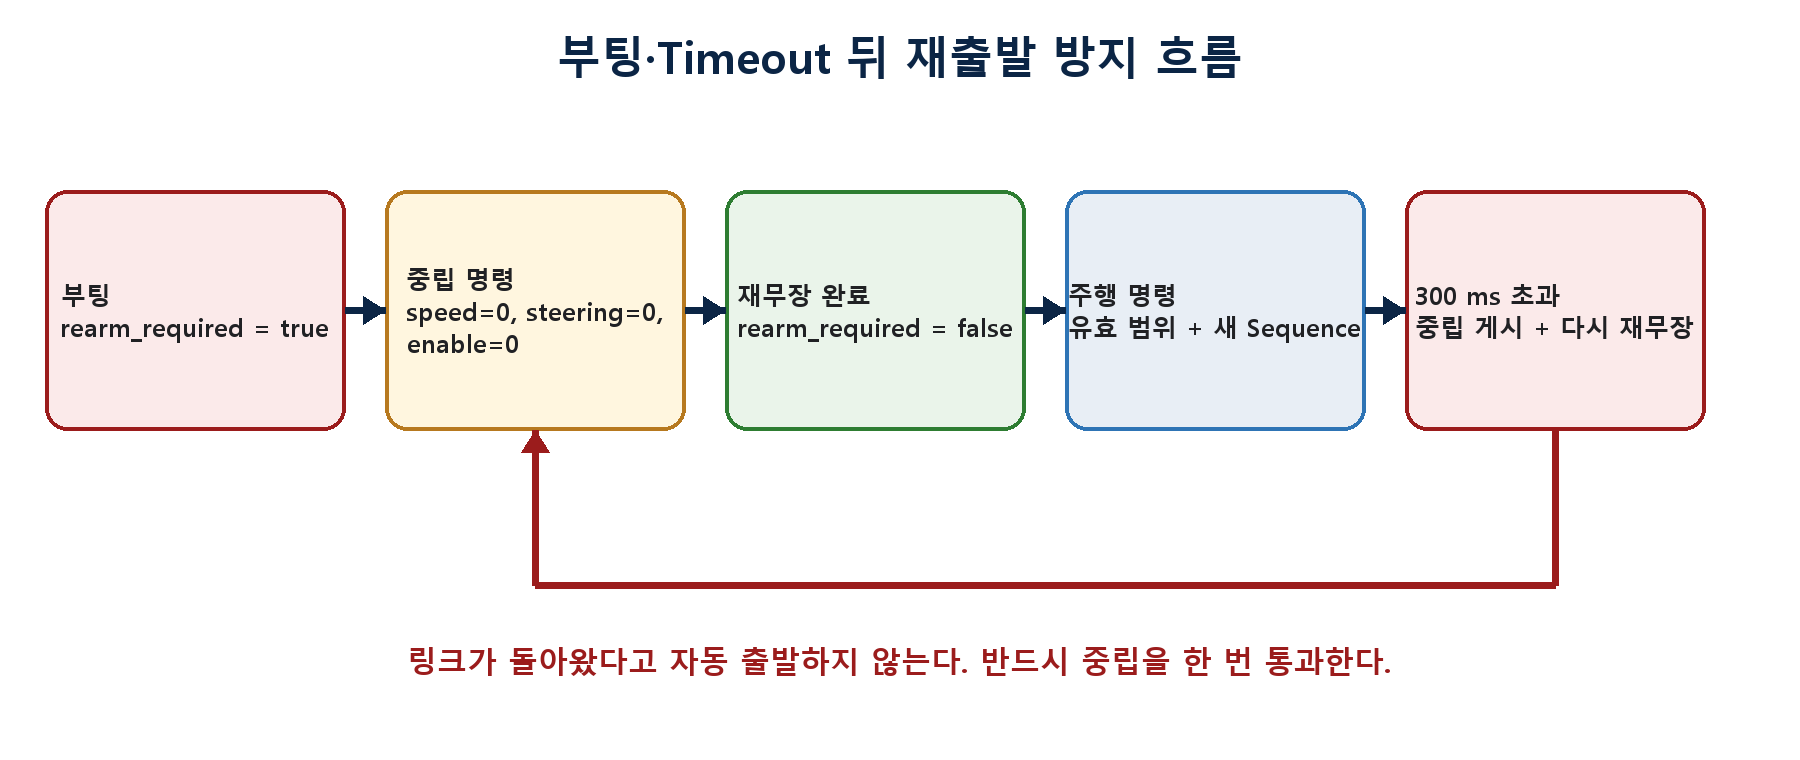 부팅·Timeout 뒤 재출발 방지 흐름
부팅
rearm_required = true
중립 명령
speed=0, steering=0,
enable=0
재무장 완료
rearm_required = false
주행 명령
유효 범위 + 새 Sequence
300 ms 초과
중립 게시 + 다시 재무장
링크가 돌아왔다고 자동 출발하지 않는다. 반드시 중립을 한 번 통과한다.